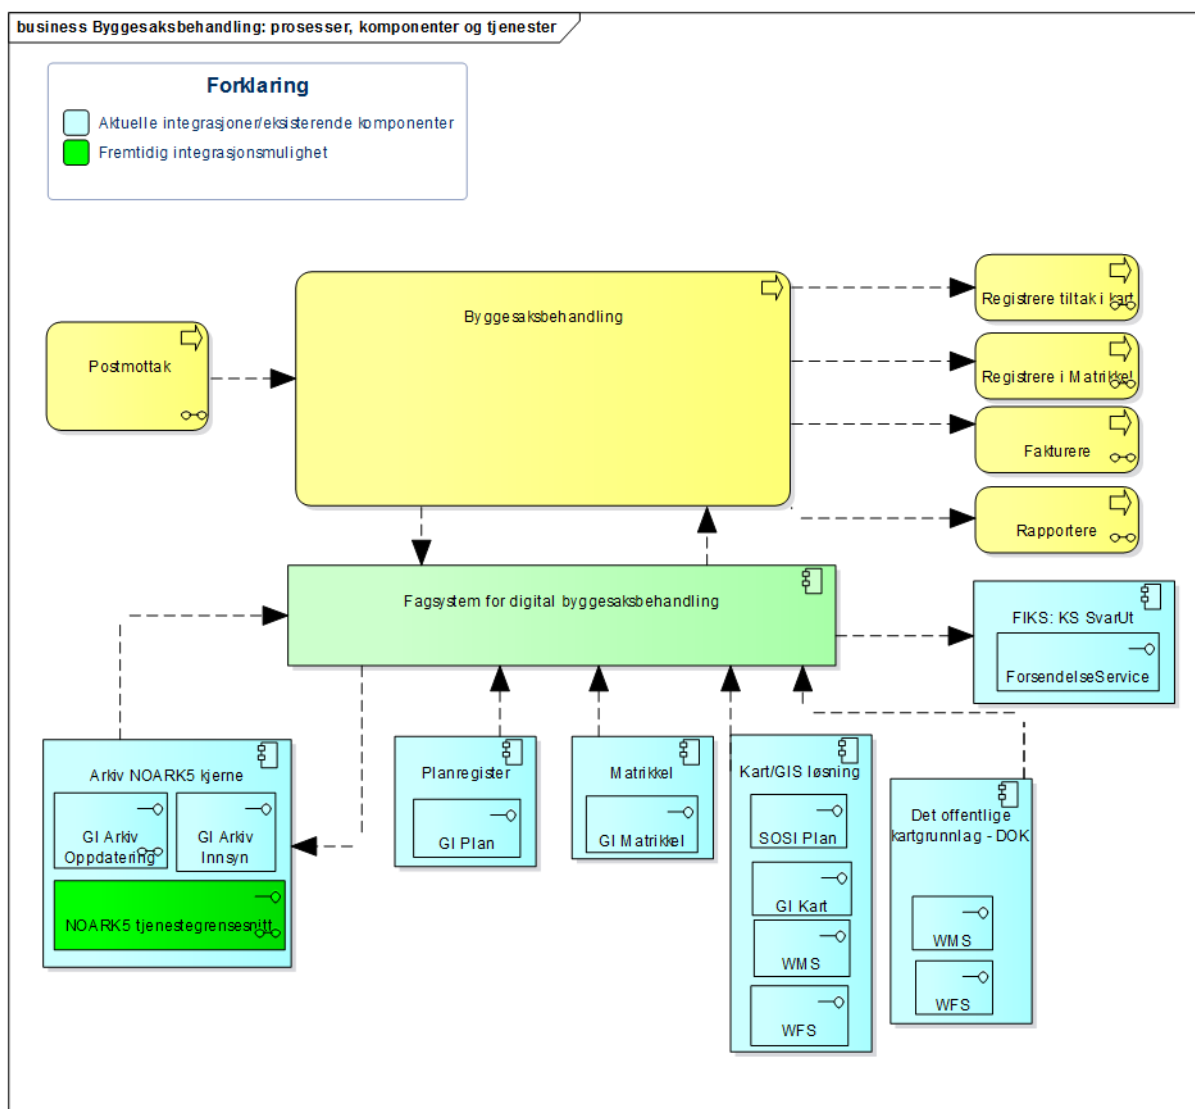 business Byggesaksbehandling: prosesser, komponenter og tjenester
Forklaring
Aktuelle integrasjoner/eksisterende komponenter
Fremtidig integrasjonsmulighet
Postmottak
Byggesaksbehandling
Registrere tiltak i kart
Registrere i Matrikkel
Fakturere
Rapportere
Fagsystem for digital byggesaksbehandling
FIKS: KS SvarUt
ForsendelseService
Arkiv NOARK5 kjerne
GI Arkiv
Oppdatering
GI Arkiv
Innsyn
NOARK5 tjenestegrensesnitt
Planregister
GI Plan
Matrikkel
GI Matrikkel
Kart/GIS løsning
SOSI Plan
GI Kart
WMS
WFS
Det offentlige
kartgrunnlag - DOK
WMS
WFS